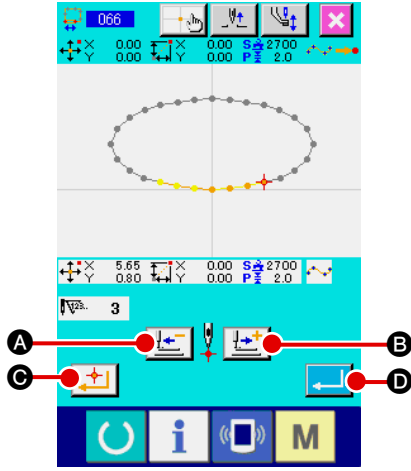 066
X 0.00 X 0.00 S 2700
Y 0.00 Y 0.00 P 2.0
X 5.65 X 0.00 S 2700
Y 0.80 Y 0.00 P 2.0
N123.. 3
A B
C D
i M